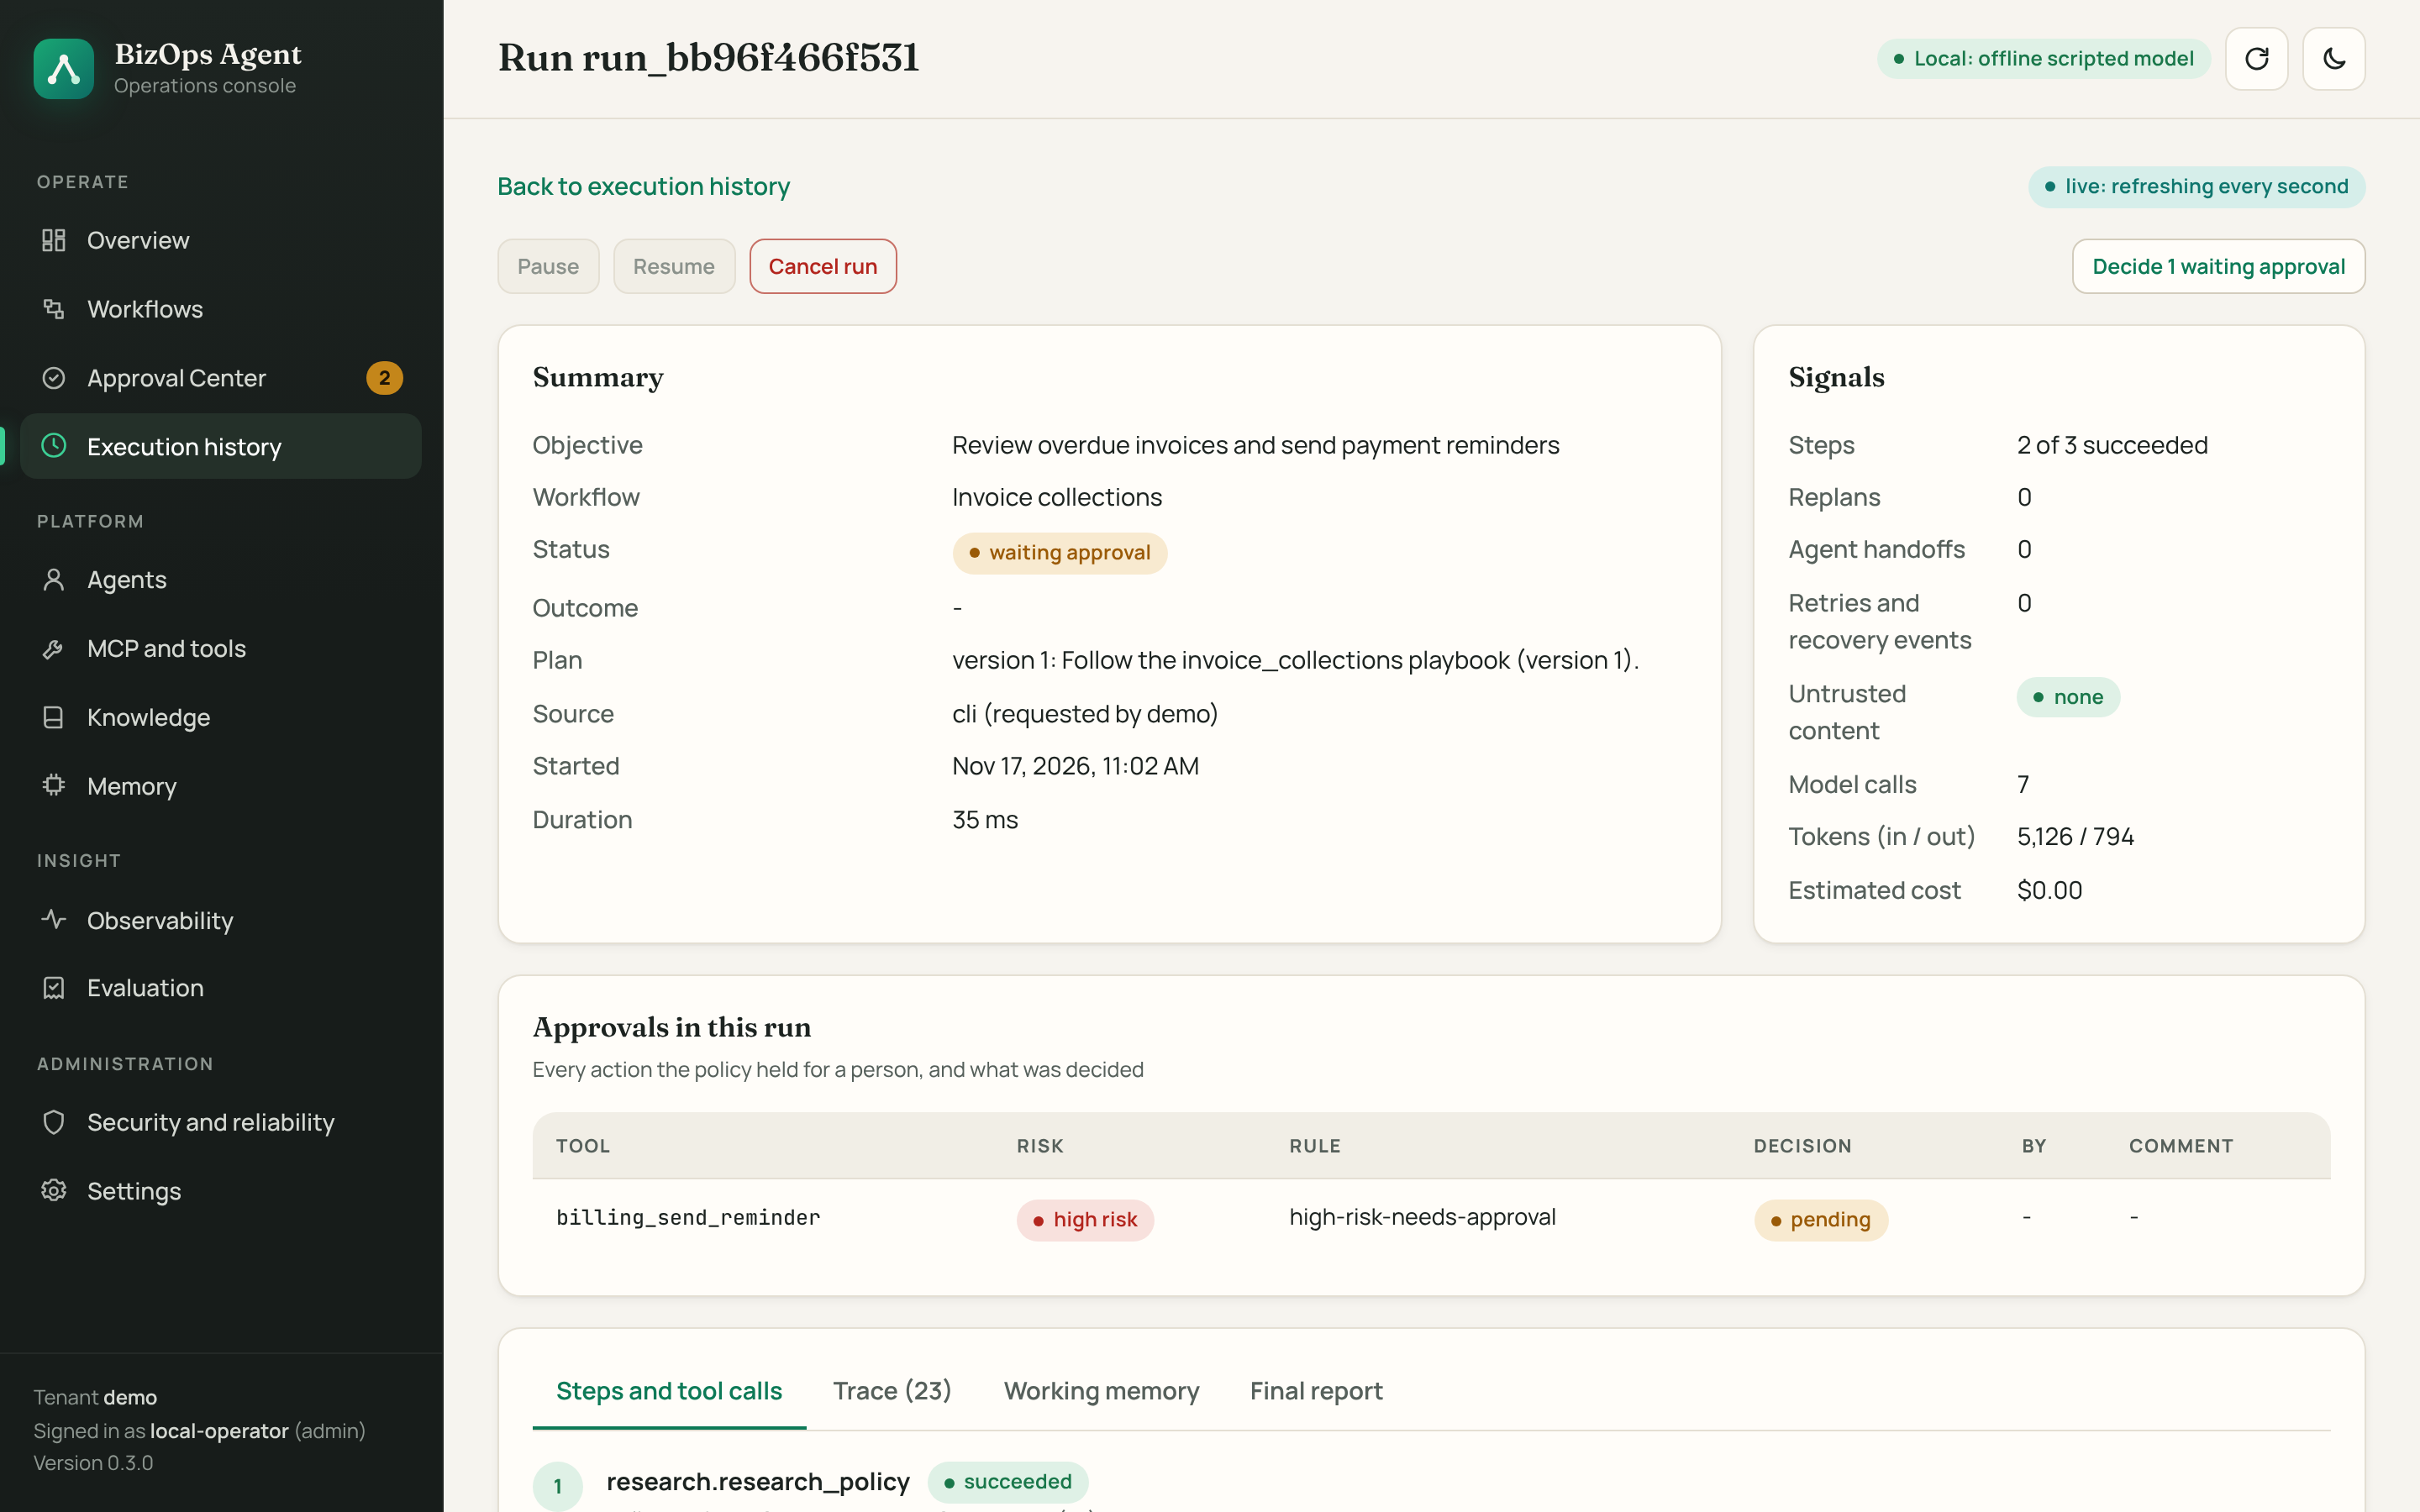 BizOps Agent
Operations console
OPERATE
Overview
Workflows
Approval Center 2
Execution history
PLATFORM
Agents
MCP and tools
Knowledge
Memory
INSIGHT
Observability
Evaluation
ADMINISTRATION
Security and reliability
Settings
Tenant demo
Signed in as local-operator (admin)
Version 0.3.0
Run run_bb96f466f531
Local: offline scripted model
Back to execution history
live: refreshing every second
Pause Resume Cancel run
Decide 1 waiting approval
Summary
Objective Review overdue invoices and send payment reminders
Workflow Invoice collections
Status waiting approval
Outcome -
Plan version 1: Follow the invoice_collections playbook (version 1).
Source cli (requested by demo)
Started Nov 17, 2026, 11:02 AM
Duration 35 ms
Signals
Steps 2 of 3 succeeded
Replans 0
Agent handoffs 0
Retries and 0
recovery events
Untrusted none
content
Model calls 7
Tokens (in / out) 5,126 / 794
Estimated cost $0.00
Approvals in this run
Every action the policy held for a person, and what was decided
TOOL RISK RULE DECISION BY COMMENT
billing_send_reminder high risk high-risk-needs-approval pending - -
Steps and tool calls Trace (23) Working memory Final report
1 research.research_policy succeeded